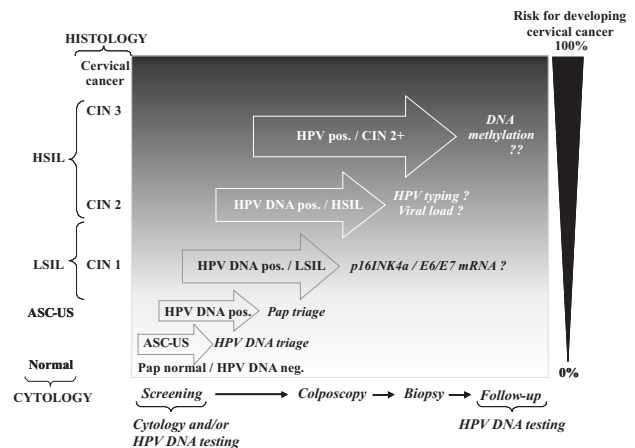 Risk for developing
cervical cancer
100%
HISTOLOGY
Cervical
cancer
CIN 3
HPV pos. / CIN 2+
DNA
methylation
??
HSIL
CIN 2
HPV DNA pos. / HSIL
HPV typing ?
Viral load ?
LSIL
CIN 1
HPV DNA pos. / LSIL
p16INK4a / E6/E7 mRNA ?
ASC-US
HPV DNA pos.
Pap triage
ASC-US
HPV DNA triage
Normal
Pap normal / HPV DNA neg.
0%
CYTOLOGY
Screening
Colposcopy
Biopsy
Follow-up
Cytology and/or
HPV DNA testing
HPV DNA testing